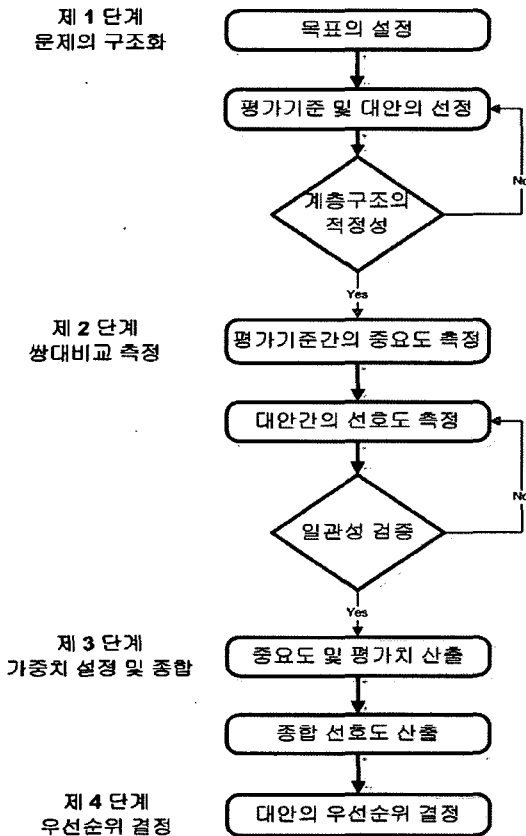 제 1 단계
문제의 구조화
목표의 설정
평가기준 및 대안의 선정
계층구조의
적정성
No
Yes
제 2 단계
쌍대비교 측정
평가기준간의 중요도 측정
대안간의 선호도 측정
일관성 검증
No
Yes
제 3 단계
가중치 설정 및 종합
중요도 및 평가치 산출
종합 선호도 산출
제 4 단계
우선순위 결정
대안의 우선순위 결정